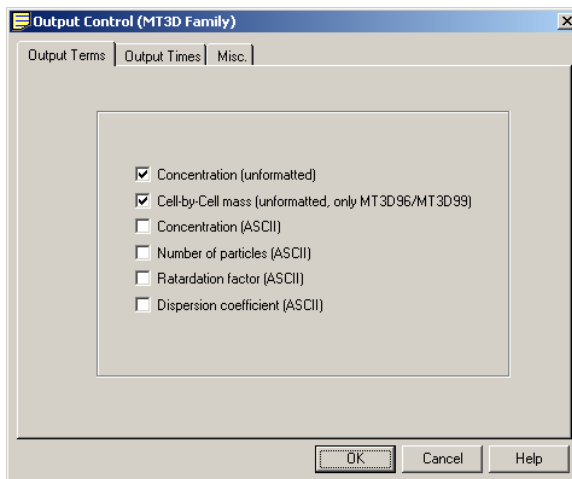 Output Control (MT3D Family)
Output Terms Output Times Misc.
Concentration (unformatted)
Cell-by-Cell mass (unformatted, only MT3D96/MT3D99)
Concentration (ASCII)
Number of particles (ASCII)
Ratardation factor (ASCII)
Dispersion coefficient (ASCII)
OK Cancel Help